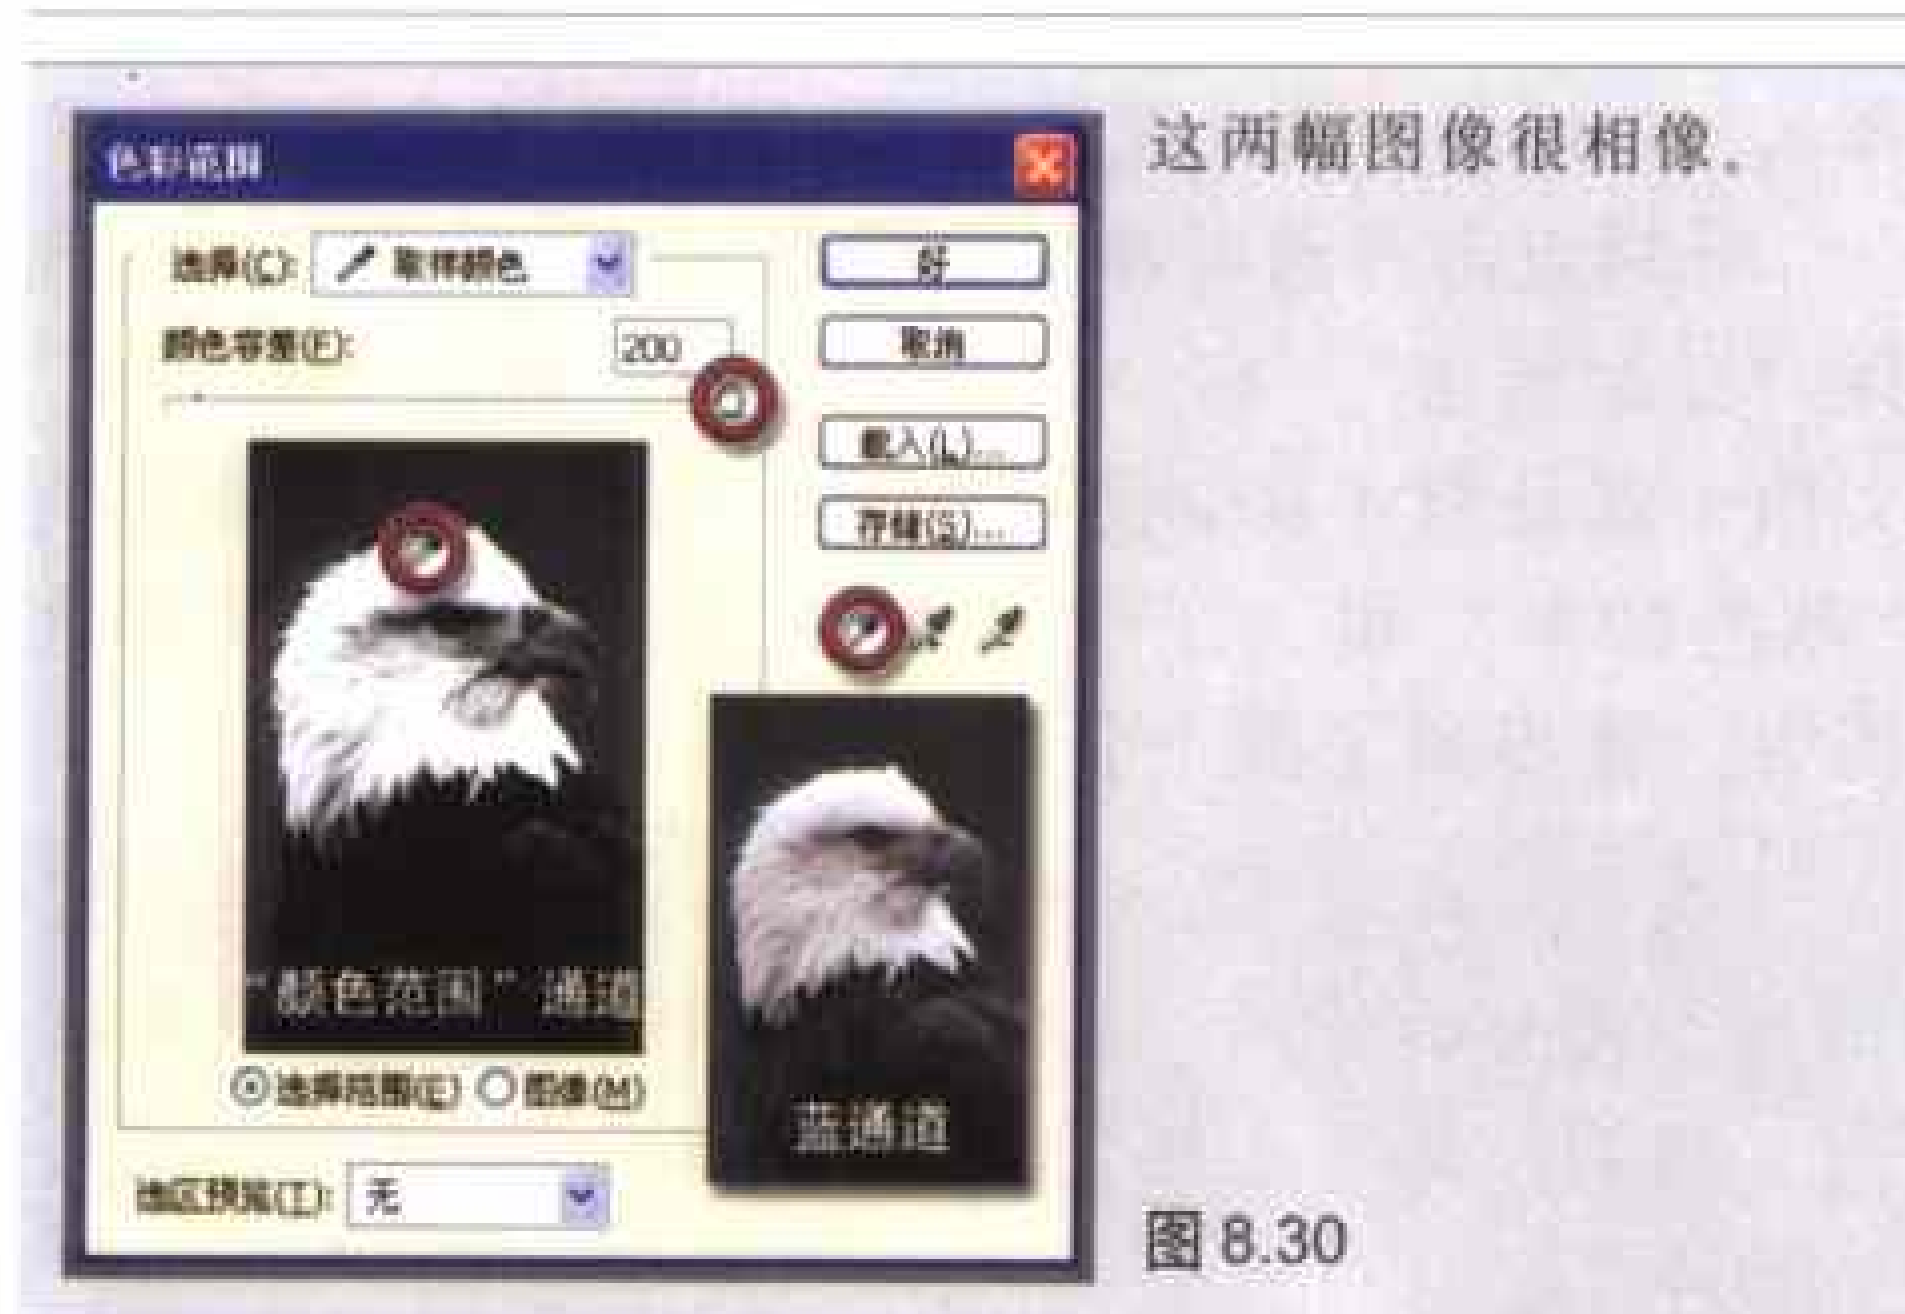 这两幅图像很相像。
色彩范围
选择(C): 取样颜色
好
颜色容差(F): 200
取消
载入(L)...
存储(S)...
“颜色范围”通道
选择范围(E) 图像(M)
蓝通道
选区预览(T): 无
图 8.30